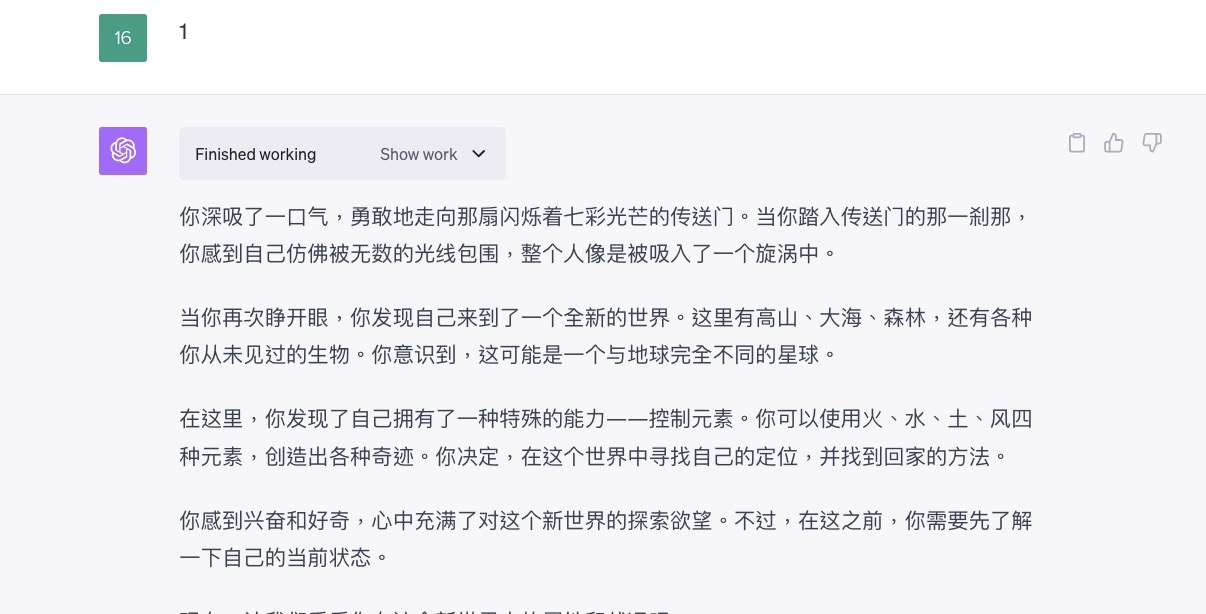 16
1
Finished working
Show work
你深吸了一口气，勇敢地走向那扇闪烁着七彩光芒的传送门。当你踏入传送门的那一刹那，
你感到自己仿佛被无数的光线包围，整个人像是被吸入了一个旋涡中。
当你再次睁开眼，你发现自己来到了一个全新的世界。这里有高山、大海、森林，还有各种
你从未见过的生物。你意识到，这可能是一个与地球完全不同的星球。
在这里，你发现了自己拥有了一种特殊的能力——控制元素。你可以使用火、水、土、风四
种元素，创造出各种奇迹。你决定，在这个世界中寻找自己的定位，并找到回家的方法。
你感到兴奋和好奇，心中充满了对这个新世界的探索欲望。不过，在这之前，你需要先了解
一下自己的当前状态。